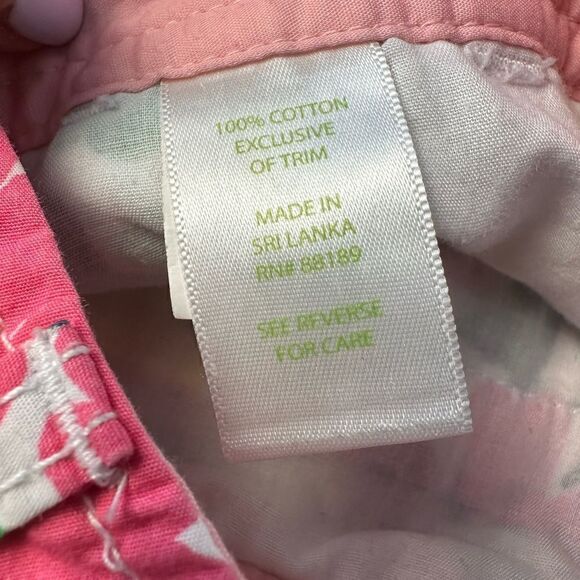 100% COTTON
EXCLUSIVE
OF TRIM
MADE IN
SRI LANKA
RN# 88189
SEE REVERSE
FOR CARE